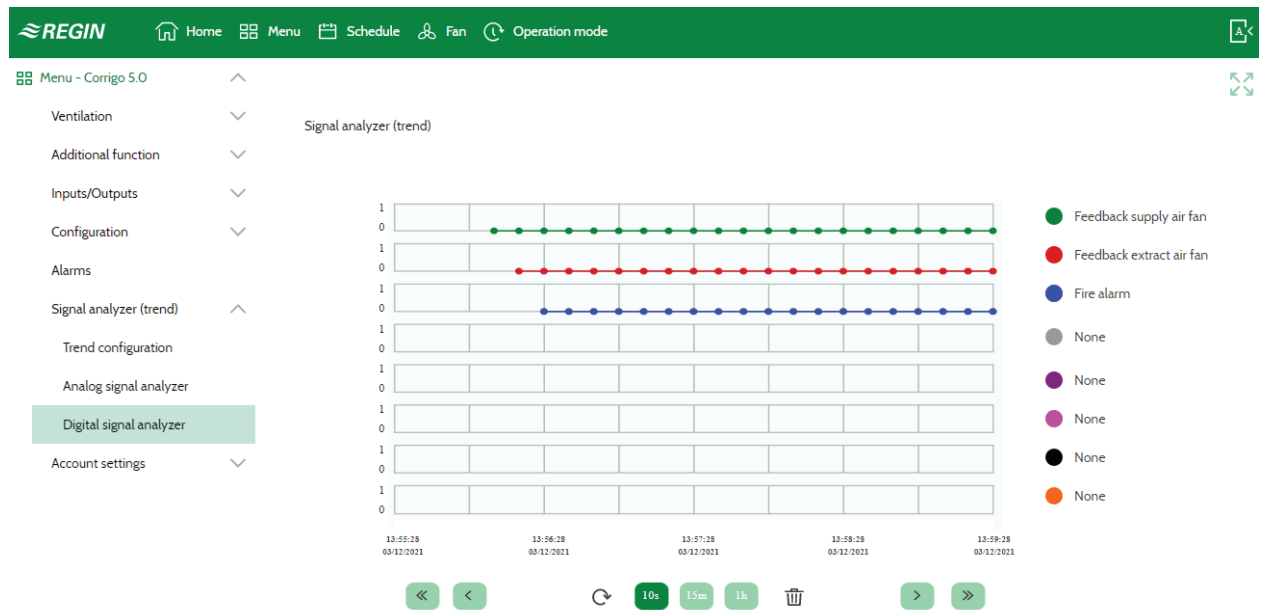 REGIN Home Menu Schedule Fan Operation mode A
Menu - Corrigo 5.0
Ventilation
Additional function
Inputs/Outputs
Configuration
Alarms
Signal analyzer (trend)
Trend configuration
Analog signal analyzer
Digital signal analyzer
Account settings
Signal analyzer (trend)
1
0
1
0
1
0
1
0
1
0
1
0
1
0
1
0
13:55:28 13:56:28 13:57:28 13:58:28 13:59:28
03/12/2021 03/12/2021 03/12/2021 03/12/2021 03/12/2021
Feedback supply air fan
Feedback extract air fan
Fire alarm
None
None
None
None
None
10s 15m 1h